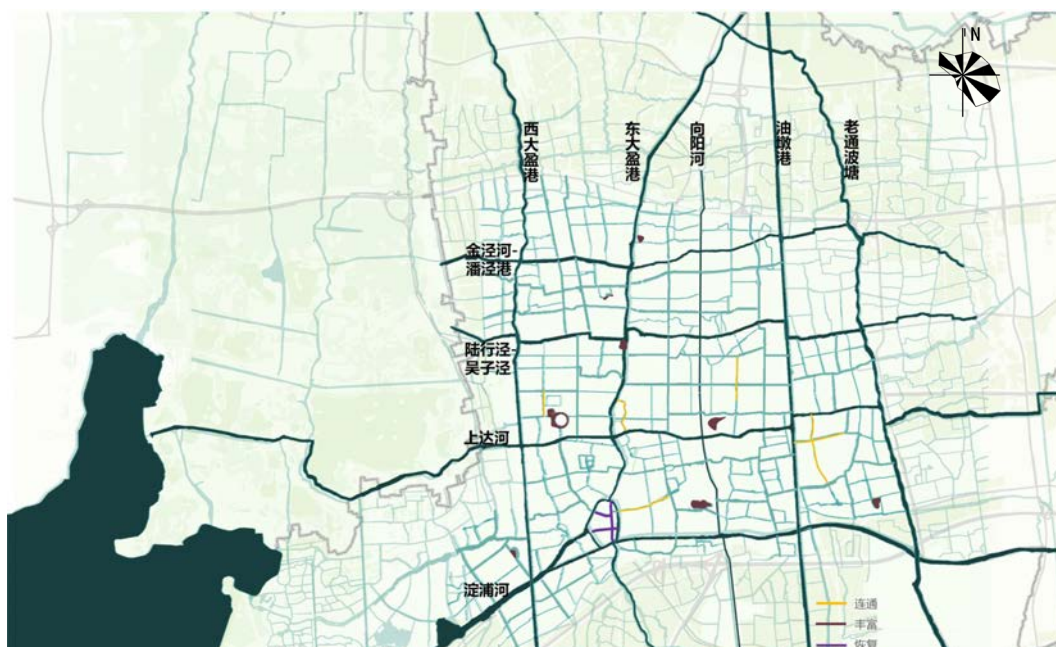 N
西大盈港
东大盈港
向阳河
油墩港
老通波塘
金泾河-
潘泾港
陆行泾-
吴子泾
上达河
淀浦河
连通
丰富
恢复